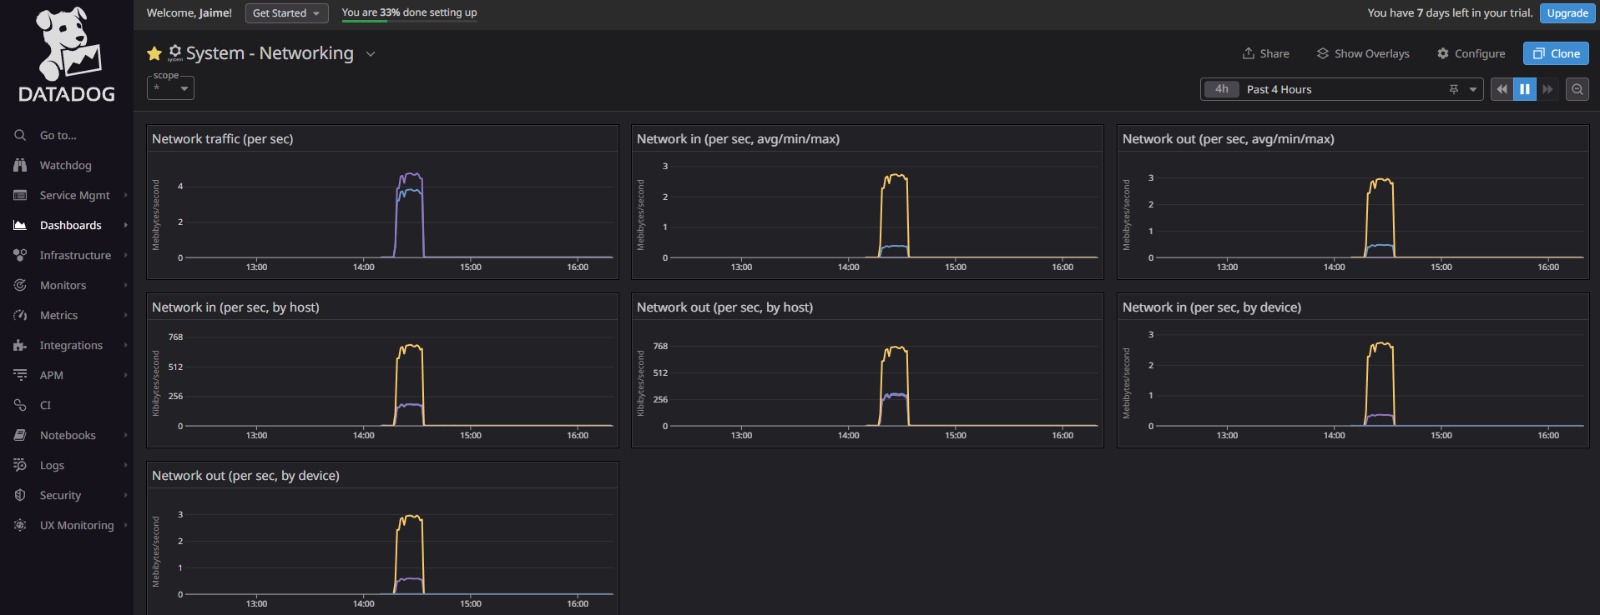 Welcome, Jaime!
Get Started
You are 33% done setting up
You have 7 days left in your trial.
Upgrade
DATADOG
Go to...
Watchdog
Service Mgmt
Dashboards
Infrastructure
Monitors
Metrics
Integrations
APM
CI
Notebooks
Logs
Security
UX Monitoring
system
System - Networking
Share
Show Overlays
Configure
Clone
scope
*
4h Past 4 Hours
Network traffic (per sec)
Mebibytes/second
4
2
0
13:00 14:00 15:00 16:00
Network in (per sec, avg/min/max)
Mebibytes/second
3
2
1
0
13:00 14:00 15:00 16:00
Network out (per sec, avg/min/max)
Mebibytes/second
3
2
1
0
13:00 14:00 15:00 16:00
Network in (per sec, by host)
Kibibytes/second
768
512
256
0
13:00 14:00 15:00 16:00
Network out (per sec, by host)
Kibibytes/second
768
512
256
0
13:00 14:00 15:00 16:00
Network in (per sec, by device)
Mebibytes/second
3
2
1
0
13:00 14:00 15:00 16:00
Network out (per sec, by device)
Mebibytes/second
3
2
1
0
13:00 14:00 15:00 16:00